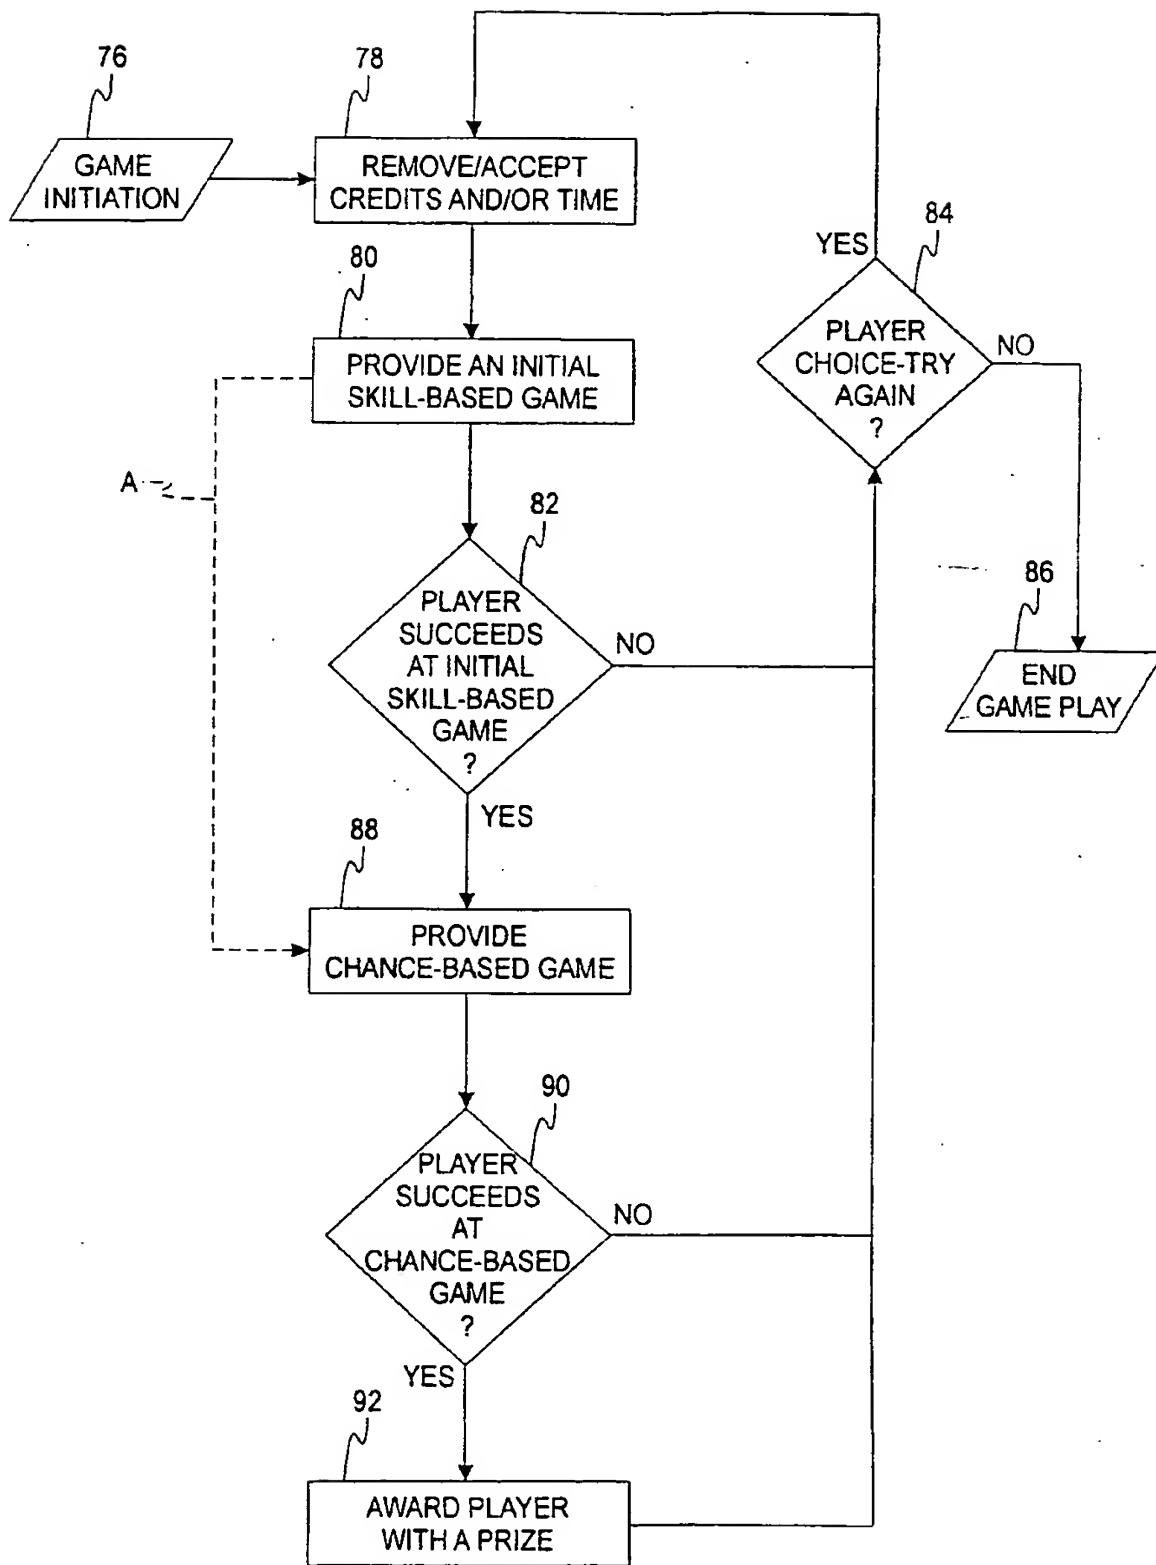 76
GAME
INITIATION
78
REMOVE/ACCEPT
CREDITS AND/OR TIME
80
PROVIDE AN INITIAL
SKILL-BASED GAME
A
82
PLAYER
SUCCEEDS
AT INITIAL
SKILL-BASED
GAME
?
NO
YES
84
YES
PLAYER
CHOICE-TRY
AGAIN
?
NO
86
END
GAME PLAY
88
PROVIDE
CHANCE-BASED GAME
90
PLAYER
SUCCEEDS
AT
CHANCE-BASED
GAME
?
NO
YES
92
AWARD PLAYER
WITH A PRIZE